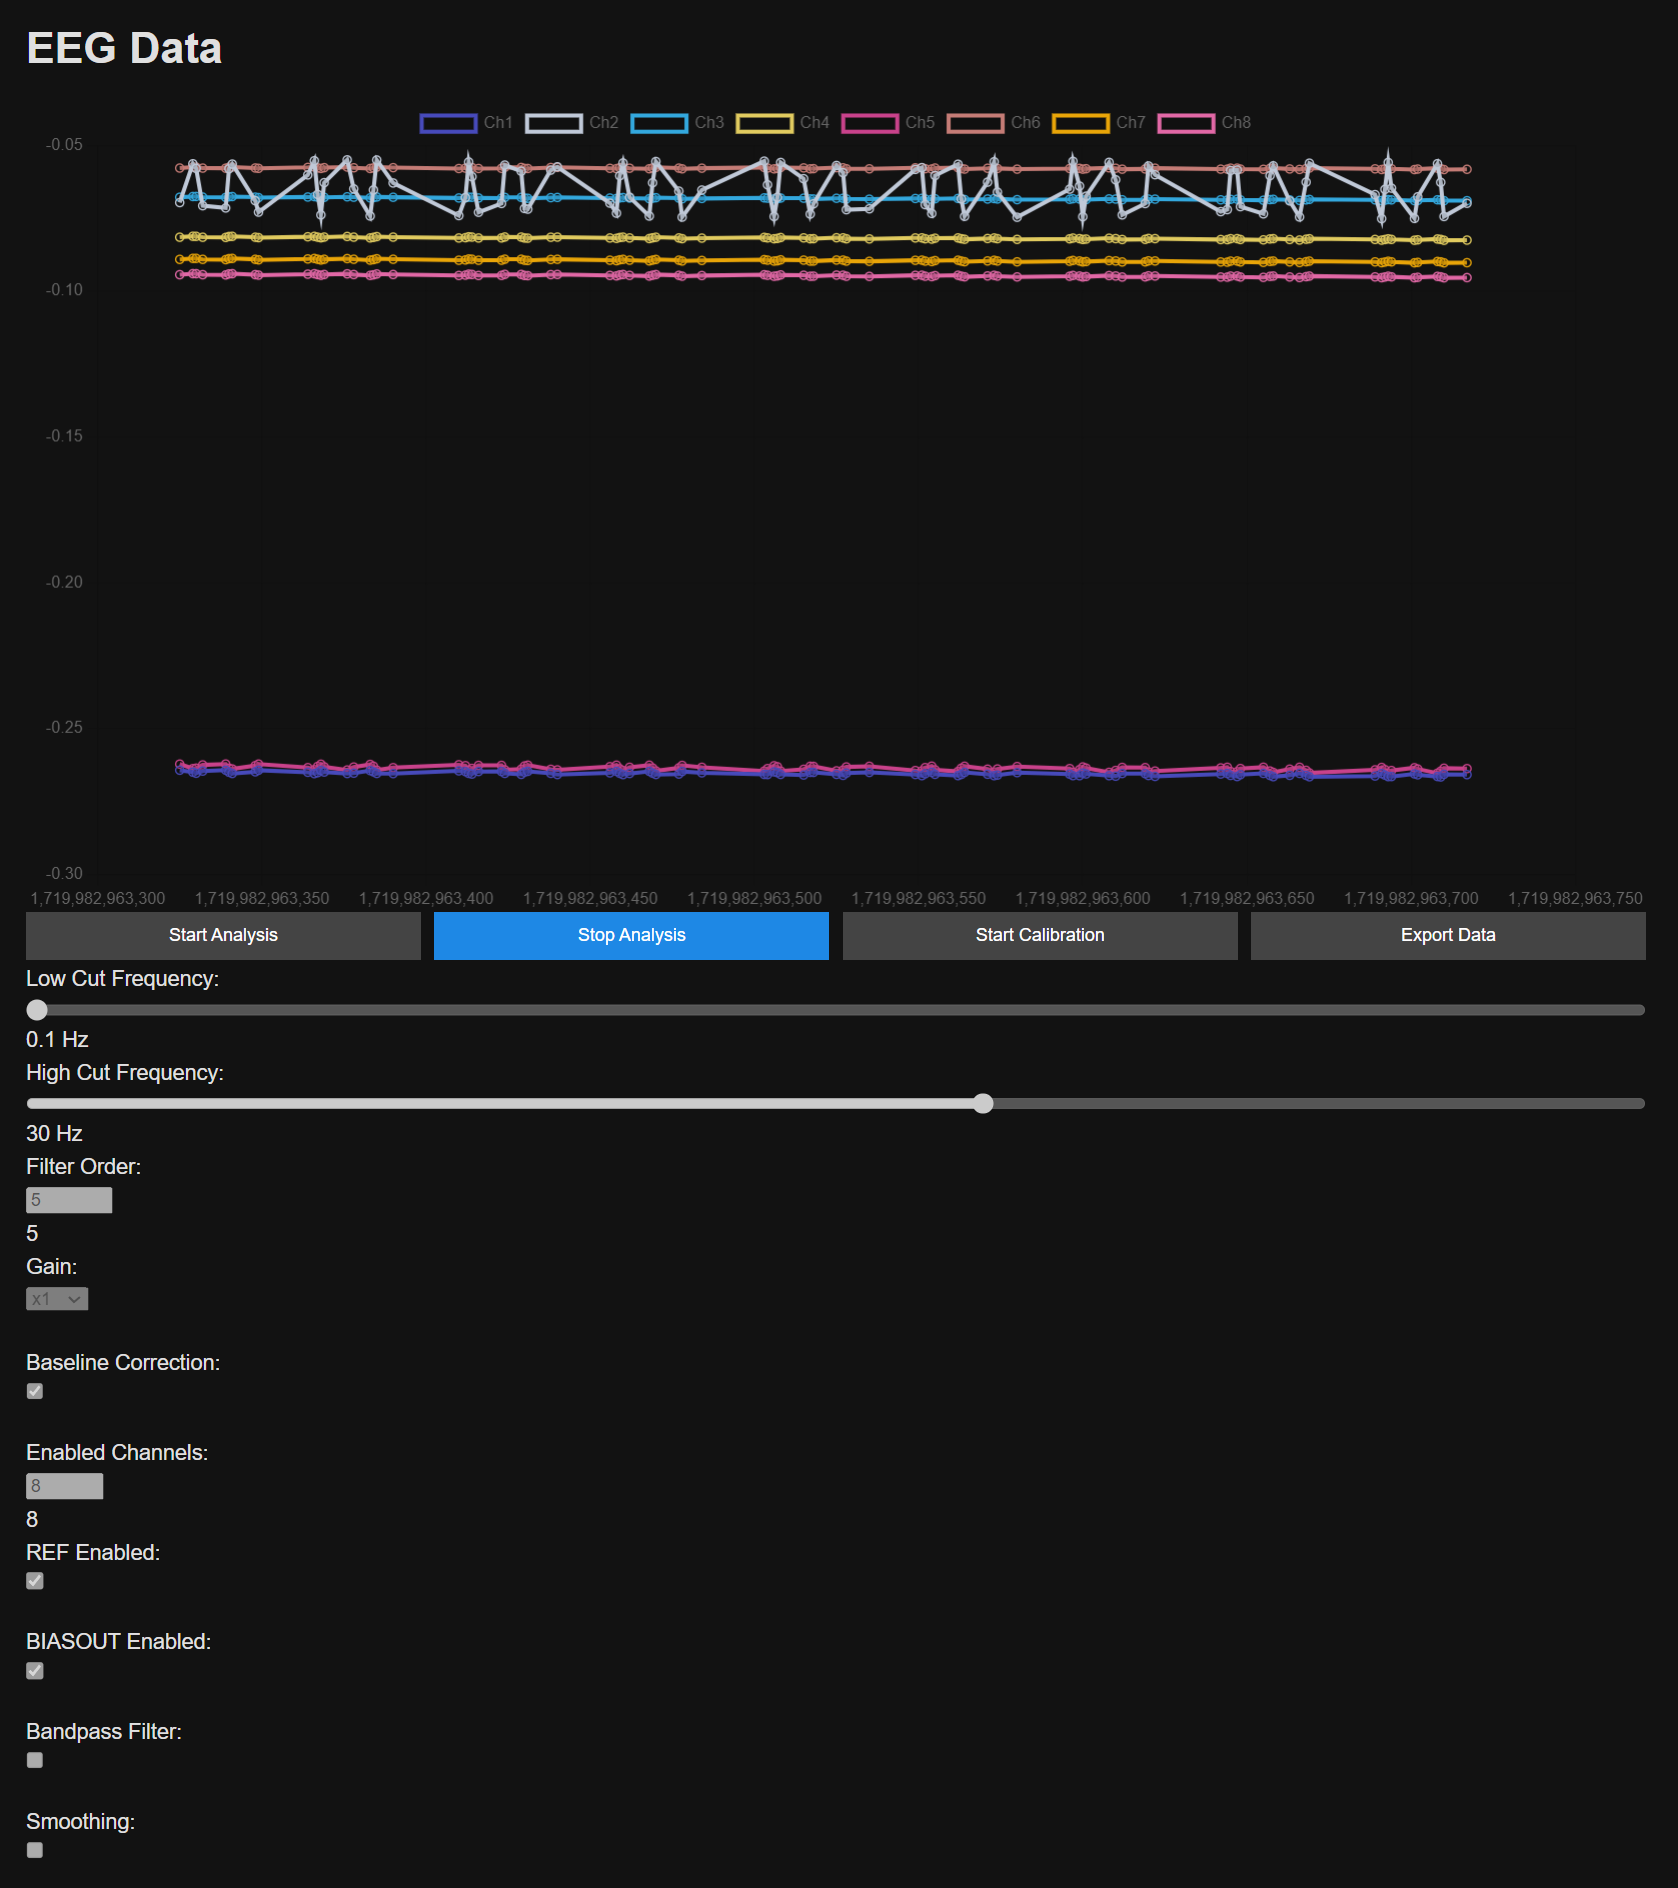 EEG Data
Ch1 Ch2 Ch3 Ch4 Ch5 Ch6 Ch7 Ch8
-0.05
-0.10
-0.15
-0.20
-0.25
-0.30
1,719,982,963,300 1,719,982,963,350 1,719,982,963,400 1,719,982,963,450 1,719,982,963,500 1,719,982,963,550 1,719,982,963,600 1,719,982,963,650 1,719,982,963,700 1,719,982,963,750
Start Analysis Stop Analysis Start Calibration Export Data
Low Cut Frequency:
0.1 Hz
High Cut Frequency:
30 Hz
Filter Order:
5
5
Gain:
x1
Baseline Correction:
Enabled Channels:
8
8
REF Enabled:
BIASOUT Enabled:
Bandpass Filter:
Smoothing: